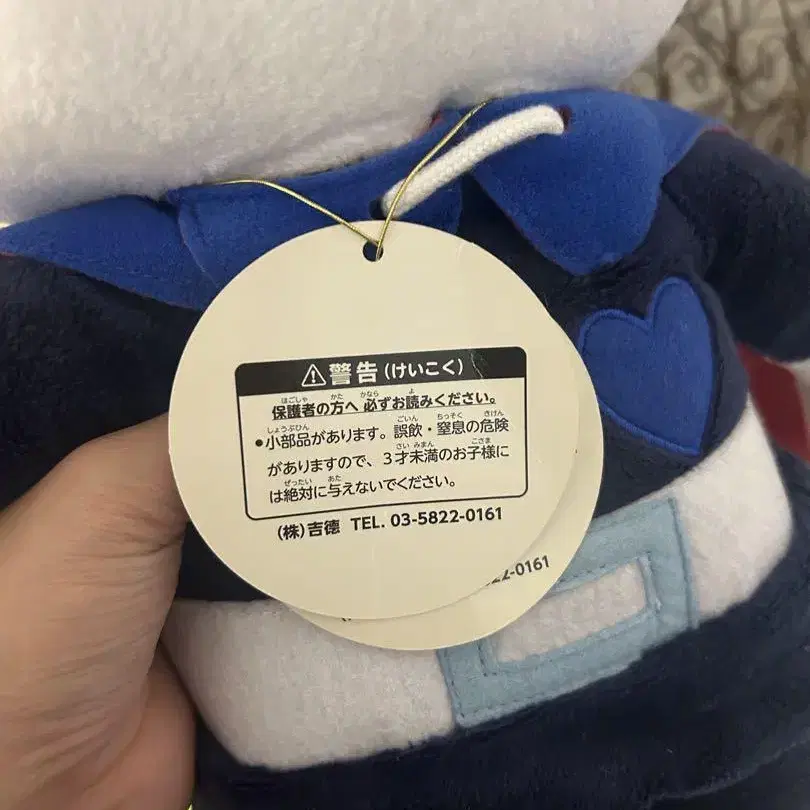 ⚠警告(けいこく)
保護者の方へ 必ずお読みください。
•小部品があります。誤飲・窒息の危険
がありますので、3才未満のお子様に
は絶対に与えないでください。
(株)吉德 TEL. 03-5822-0161
22-0161